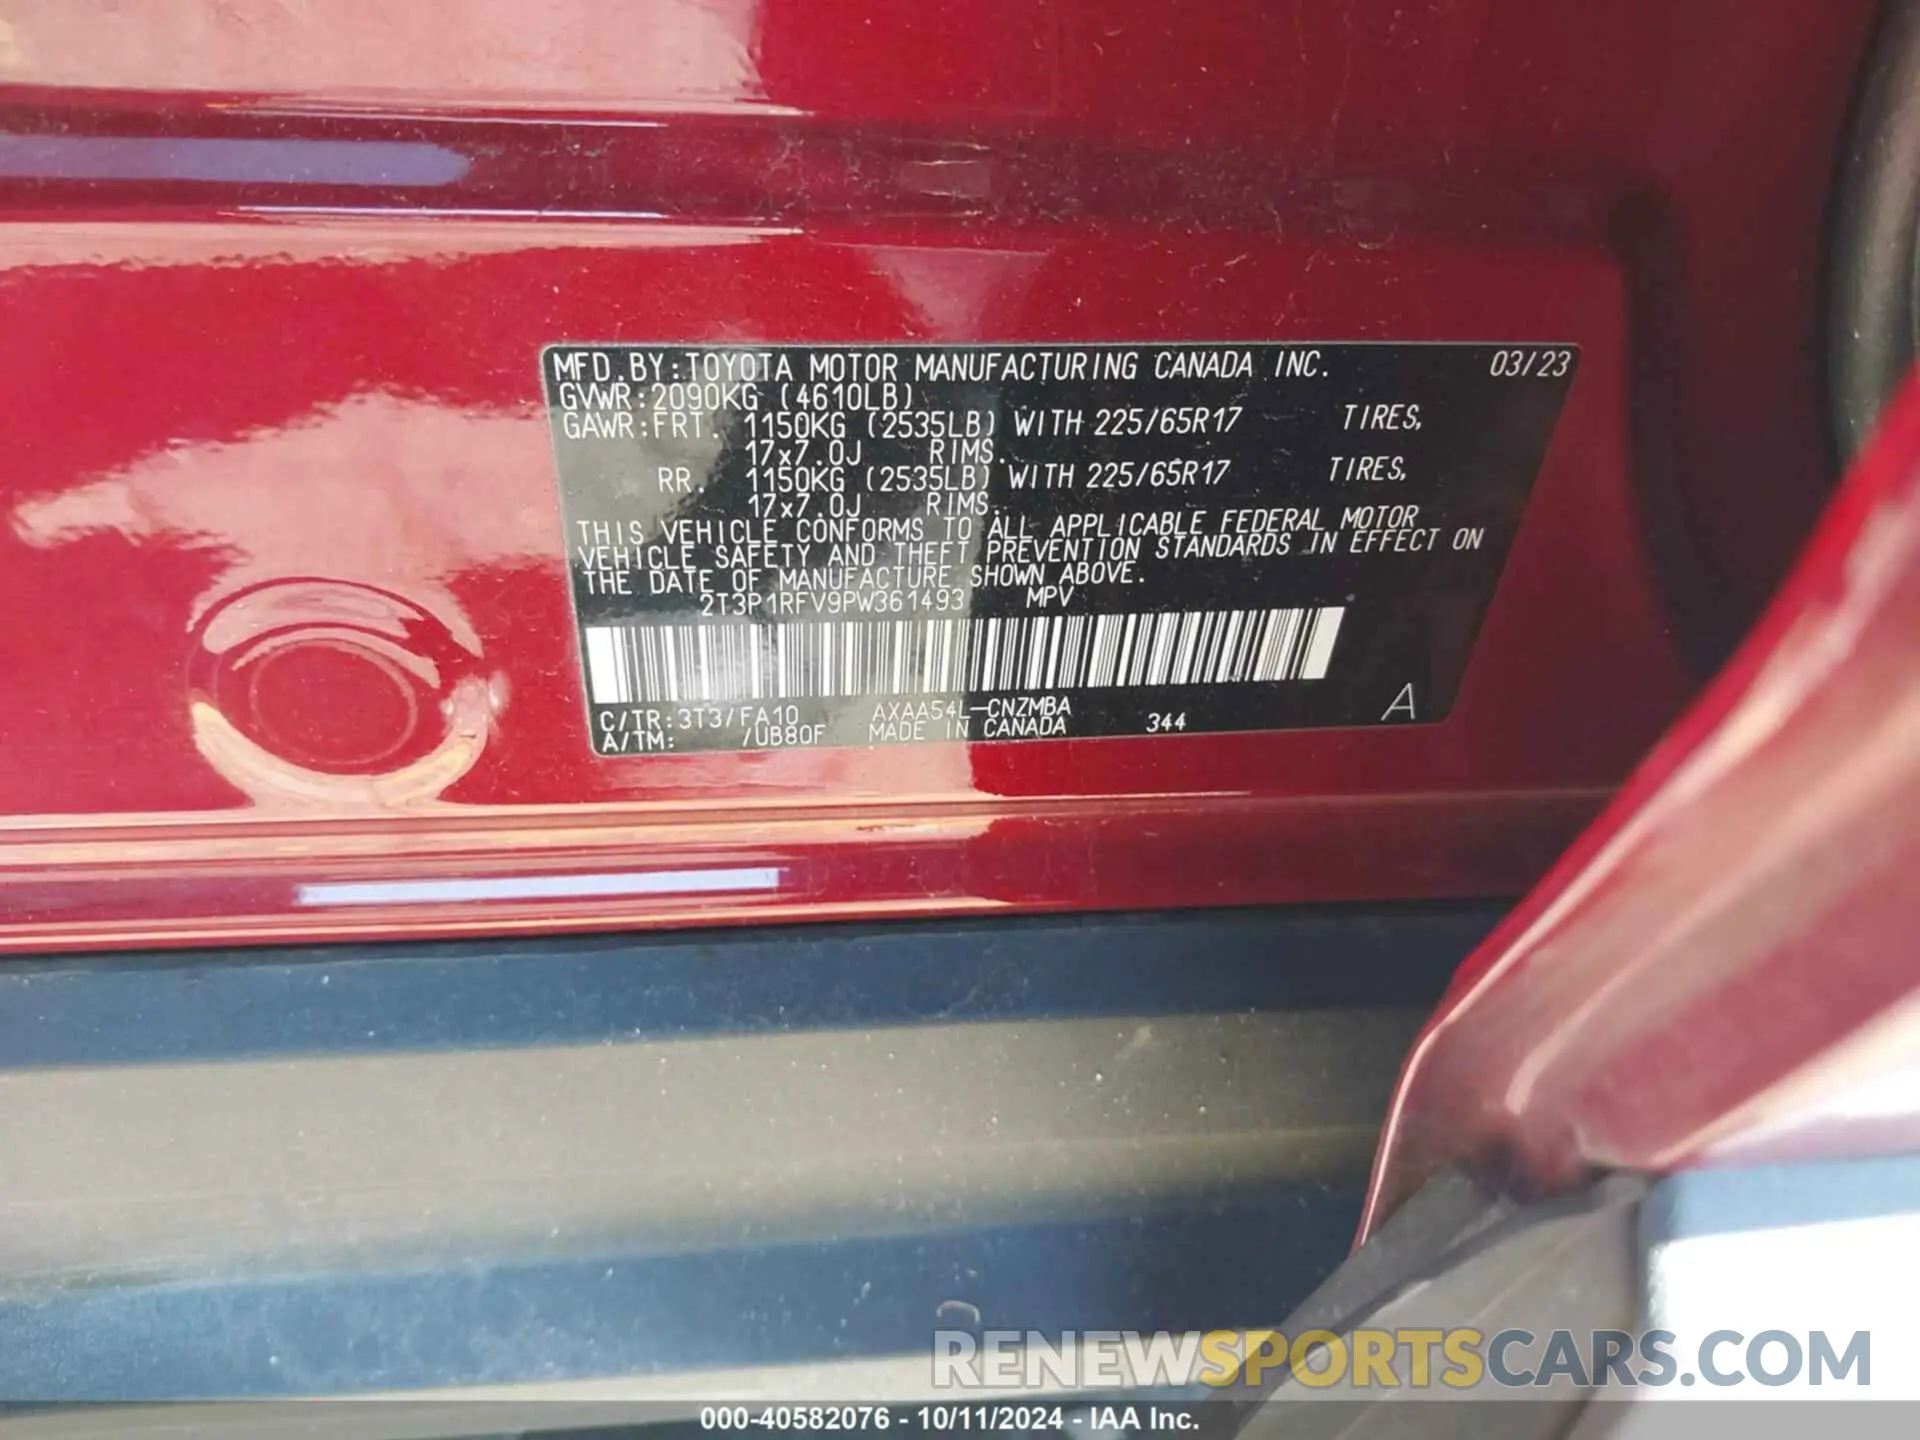 MFD.BY:TOYOTA MOTOR MANUFACTURING CANADA INC. 03/23
GVWR:2090KG (4610LB)
GAWR:FRT. 1150KG (2535LB) WITH 225/65R17 TIRES,
17x7.0J RIMS.
RR. 1150KG (2535LB) WITH 225/65R17 TIRES,
17x7.0J RIMS.
THIS VEHICLE CONFORMS TO ALL APPLICABLE FEDERAL MOTOR
VEHICLE SAFETY AND THEFT PREVENTION STANDARDS IN EFFECT ON
THE DATE OF MANUFACTURE SHOWN ABOVE.
2T3P1RFV9PW361493 MPV
C/TR:3T3/FA10 AXAA54L-CNZMBA
A/TM: /UB80F MADE IN CANADA 344 A
RENEWSPORTSCARS.COM
000-40582076 - 10/11/2024 - IAA Inc.